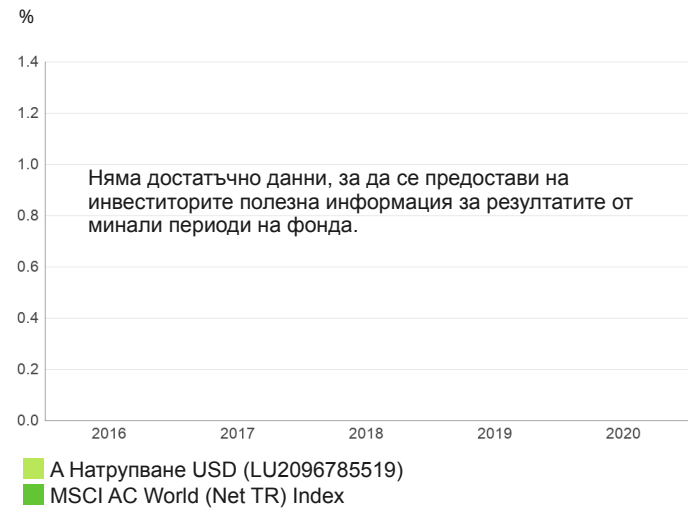 %
1.4
1.2
1.0
0.8
0.6
0.4
0.2
0.0
Няма достатъчно данни, за да се предостави на
инвеститорите полезна информация за резултатите от
минали периоди на фонда.
2016 2017 2018 2019 2020
А Натрупване USD (LU2096785519)
MSCI AC World (Net TR) Index